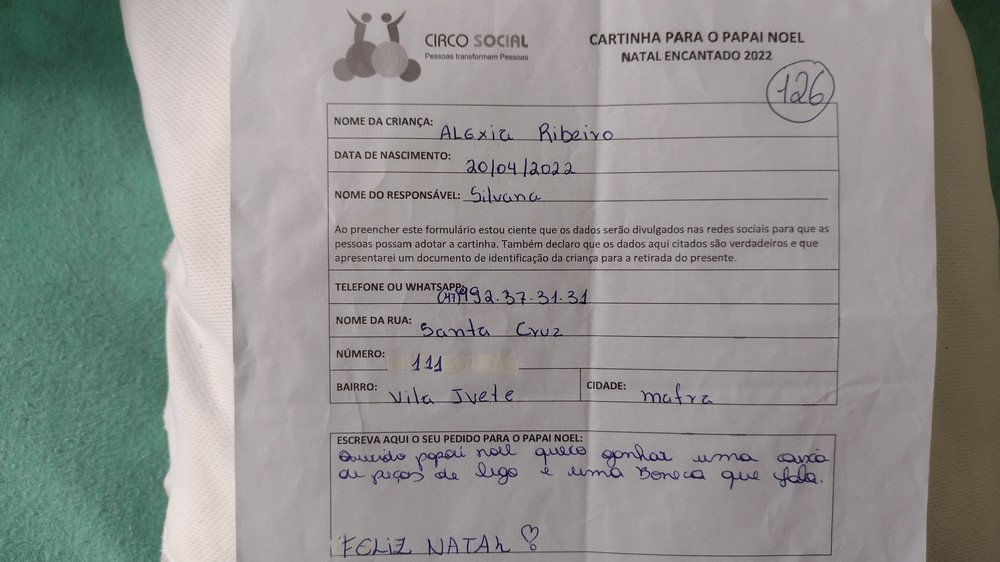 CIRCO SOCIAL
Pessoas transformam Pessoas
CARTINHA PARA O PAPAI NOEL
NATAL ENCANTADO 2022
126
NOME DA CRIANÇA: ALExia Ribeiro
DATA DE NASCIMENTO: 20/04/2022
NOME DO RESPONSÁVEL: Silvana
Ao preencher este formulário estou ciente que os dados serão divulgados nas redes sociais para que as
pessoas possam adotar a cartinha. Também declaro que os dados aqui citados são verdadeiros e que
apresentarei um documento de identificação da criança para a retirada do presente.
TELEFONE OU WHATSAPP: (47) 992.37.31.31
NOME DA RUA: Santa Cruz
NÚMERO: 111
BAIRRO: Vila Ivete CIDADE: mafra
ESCREVA AQUI O SEU PEDIDO PARA O PAPAI NOEL:
Querido papai noel quero ganhar uma caixa
de peças de lego e uma Boneca que fala.
FELIZ NATAL